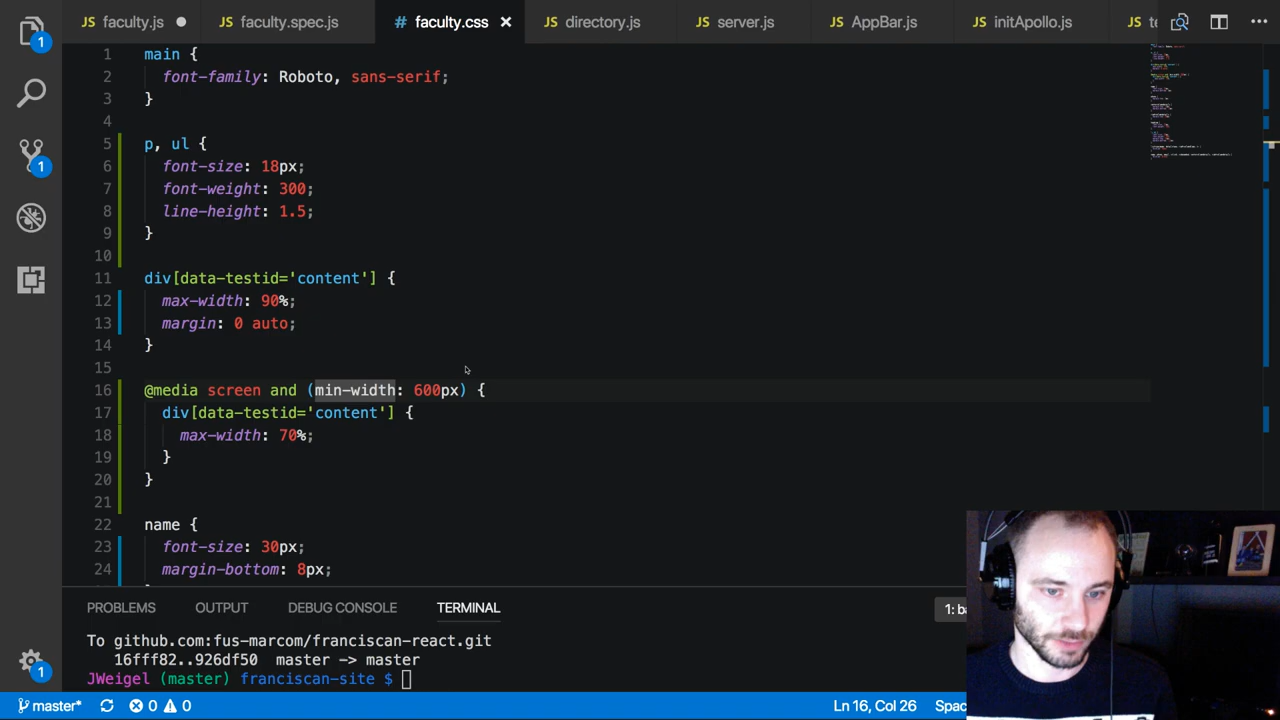 JS faculty.js
JS faculty.spec.js
# faculty.css
JS directory.js
JS server.js
JS AppBar.js
JS initApollo.js
JS
1
1
1
1 main {
2 font-family: Roboto, sans-serif;
3 }
4
5 p, ul {
6 font-size: 18px;
7 font-weight: 300;
8 line-height: 1.5;
9 }
10
11 div[data-testid='content'] {
12 max-width: 90%;
13 margin: 0 auto;
14 }
15
16 @media screen and (min-width: 600px) {
17 div[data-testid='content'] {
18 max-width: 70%;
19 }
20 }
21
22 name {
23 font-size: 30px;
24 margin-bottom: 8px;
PROBLEMS OUTPUT DEBUG CONSOLE TERMINAL
1:
To github.com:fus-marcom/franciscan-react.git
16fff82..926df50 master -> master
JWeigel (master) franciscan-site $
master* 0 0 Ln 16, Col 26